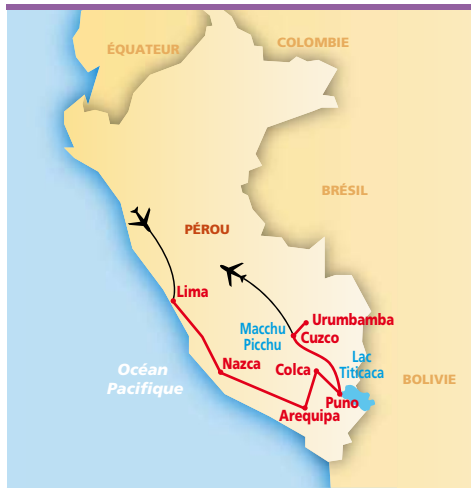 ÉQUATEUR
COLOMBIE
BRÉSIL
PÉROU
Lima
Macchu
Picchu
Urumbamba
Cuzco
Nazca
Colca
Lac
Titicaca
Océan
Pacifique
BOLIVIE
Puno
Arequipa